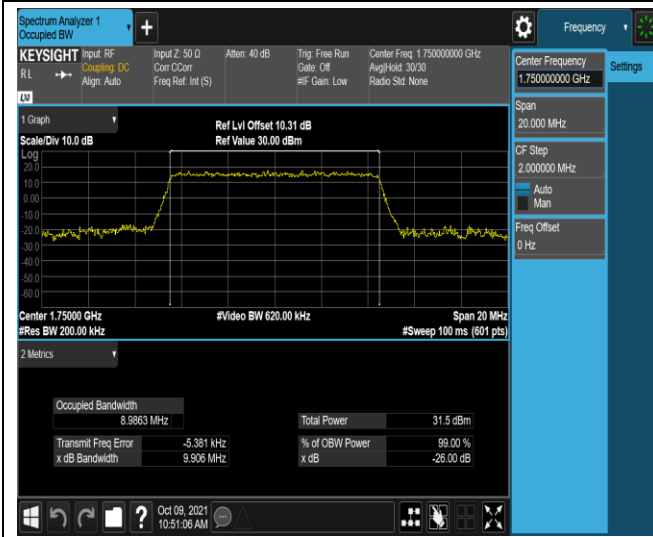 Spectrum Analyzer 1
Occupied BW
+
Frequency
KEYSIGHT
RL
LXI
Input: RF
Coupling: DC
Align: Auto
Input Z: 50 Ω
Corr CCorr
Freq Ref: Int (S)
Atten: 40 dB
Trig: Free Run
Gate: Off
#IF Gain: Low
Center Freq: 1.750000000 GHz
Avg|Hold: 30/30
Radio Std: None
Center Frequency
1.750000000 GHz
Settings
Span
20.000 MHz
CF Step
2.000000 MHz
Auto
Man
Freq Offset
0 Hz
1 Graph
Scale/Div 10.0 dB
Ref Lvl Offset 10.31 dB
Ref Value 30.00 dBm
Log
20.0
10.0
0.00
-10.0
-20.0
-30.0
-40.0
-50.0
-60.0
Center 1.75000 GHz
#Video BW 620.00 kHz
Span 20 MHz
#Res BW 200.00 kHz
#Sweep 100 ms (601 pts)
2 Metrics
Occupied Bandwidth
8.9863 MHz
Total Power 31.5 dBm
Transmit Freq Error -5.381 kHz
% of OBW Power 99.00 %
x dB Bandwidth 9.906 MHz
x dB -26.00 dB
?
Oct 09, 2021
10:51:06 AM